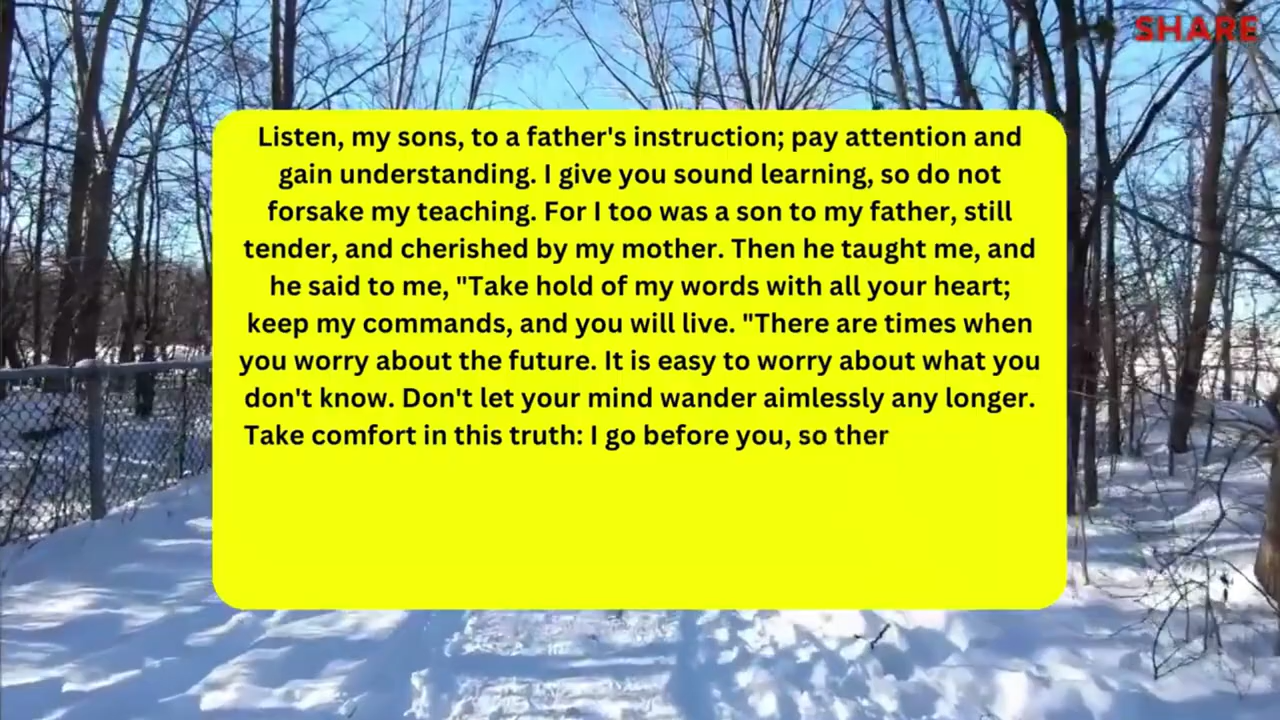 SHARE
Listen, my sons, to a father's instruction; pay attention and
gain understanding. I give you sound learning, so do not
forsake my teaching. For I too was a son to my father, still
tender, and cherished by my mother. Then he taught me, and
he said to me, "Take hold of my words with all your heart;
keep my commands, and you will live. "There are times when
you worry about the future. It is easy to worry about what you
don't know. Don't let your mind wander aimlessly any longer.
Take comfort in this truth: I go before you, so ther